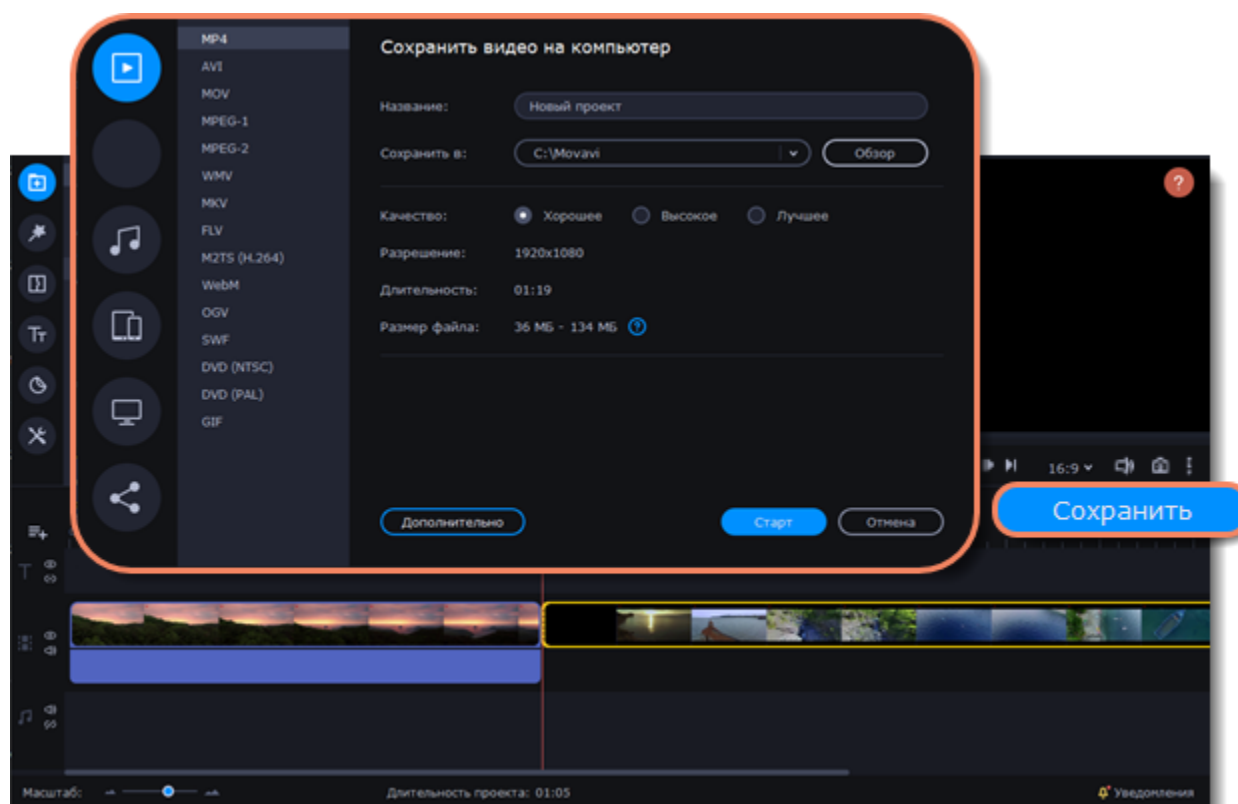 MP4
AVI
MOV
MPEG-1
MPEG-2
WMV
MKV
FLV
M2TS (H.264)
WebM
OGV
SWF
DVD (NTSC)
DVD (PAL)
GIF
Сохранить видео на компьютер
Название: Новый проект
Сохранить в: C:\Movavi Обзор
Качество: Хорошее Высокое Лучшее
Разрешение: 1920x1080
Длительность: 01:19
Размер файла: 36 МБ - 134 МБ ?
Дополнительно Старт Отмена
?
Tт
16:9
Сохранить
T
Масштаб: Длительность проекта: 01:05 Уведомления